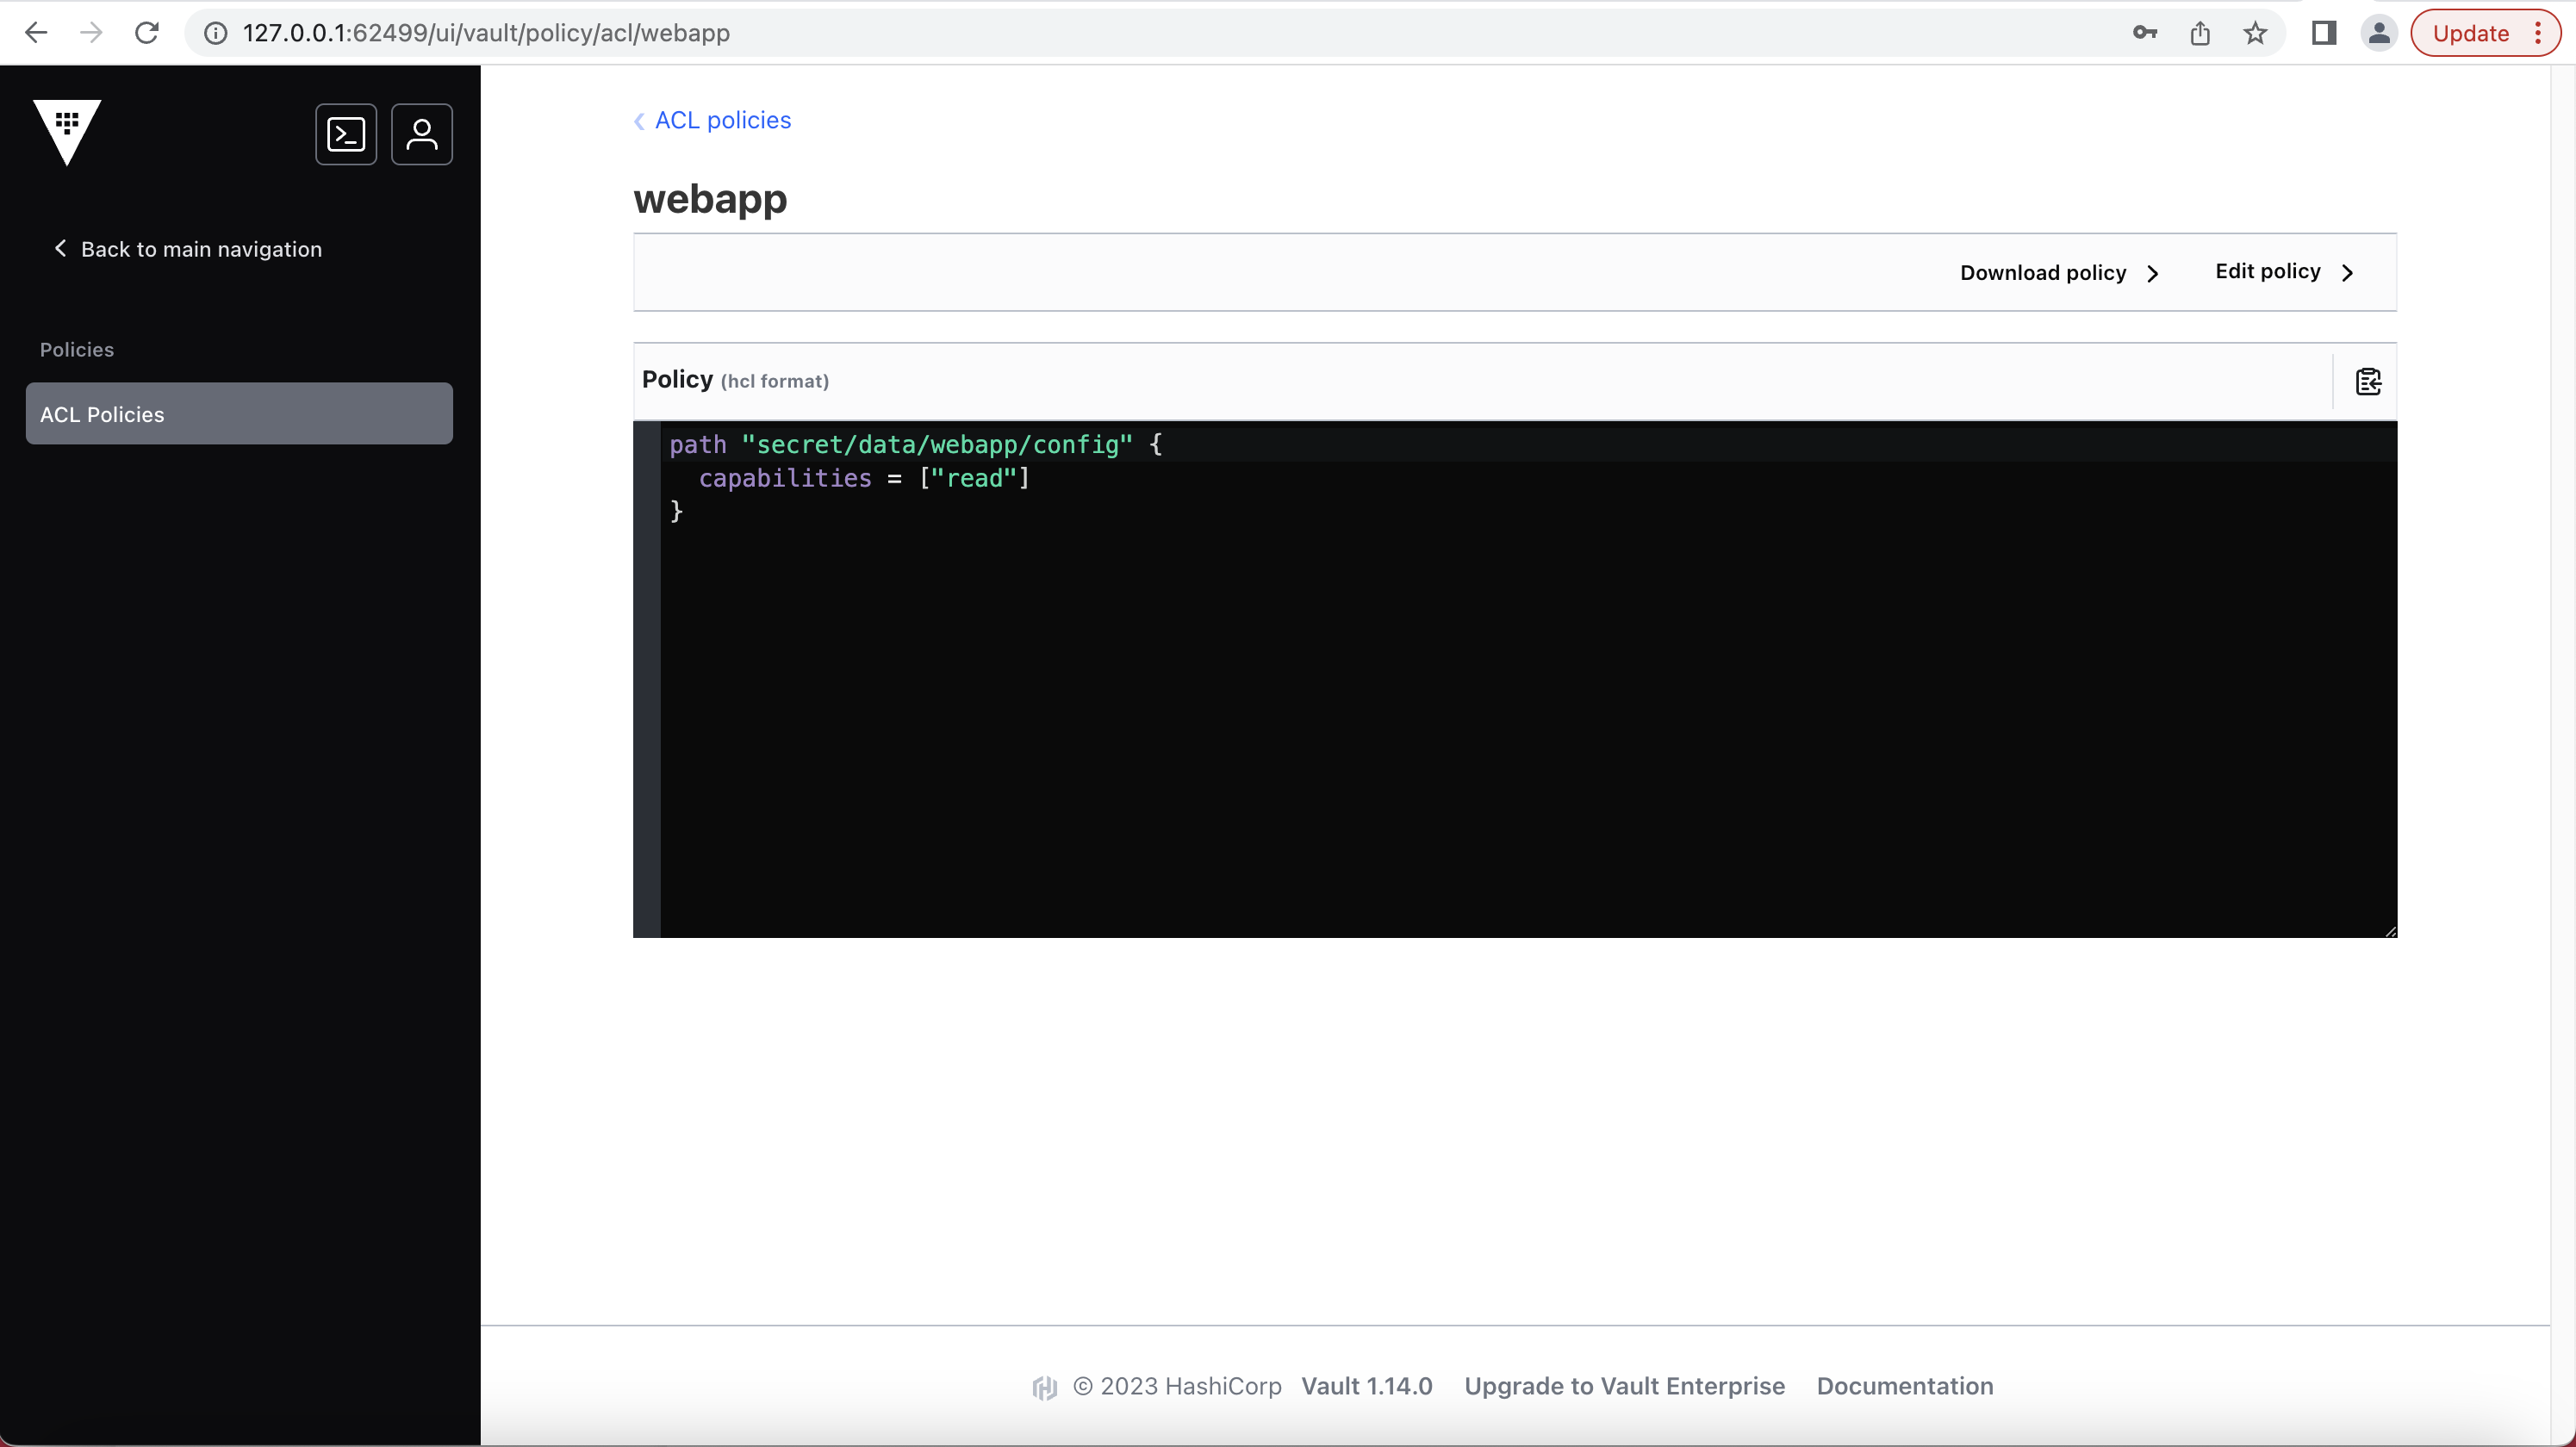 127.0.0.1:62499/ui/vault/policy/acl/webapp
Update
Back to main navigation
Policies
ACL Policies
ACL policies
webapp
Download policy
Edit policy
Policy (hcl format)
path "secret/data/webapp/config" {
  capabilities = ["read"]
}
© 2023 HashiCorp Vault 1.14.0 Upgrade to Vault Enterprise Documentation